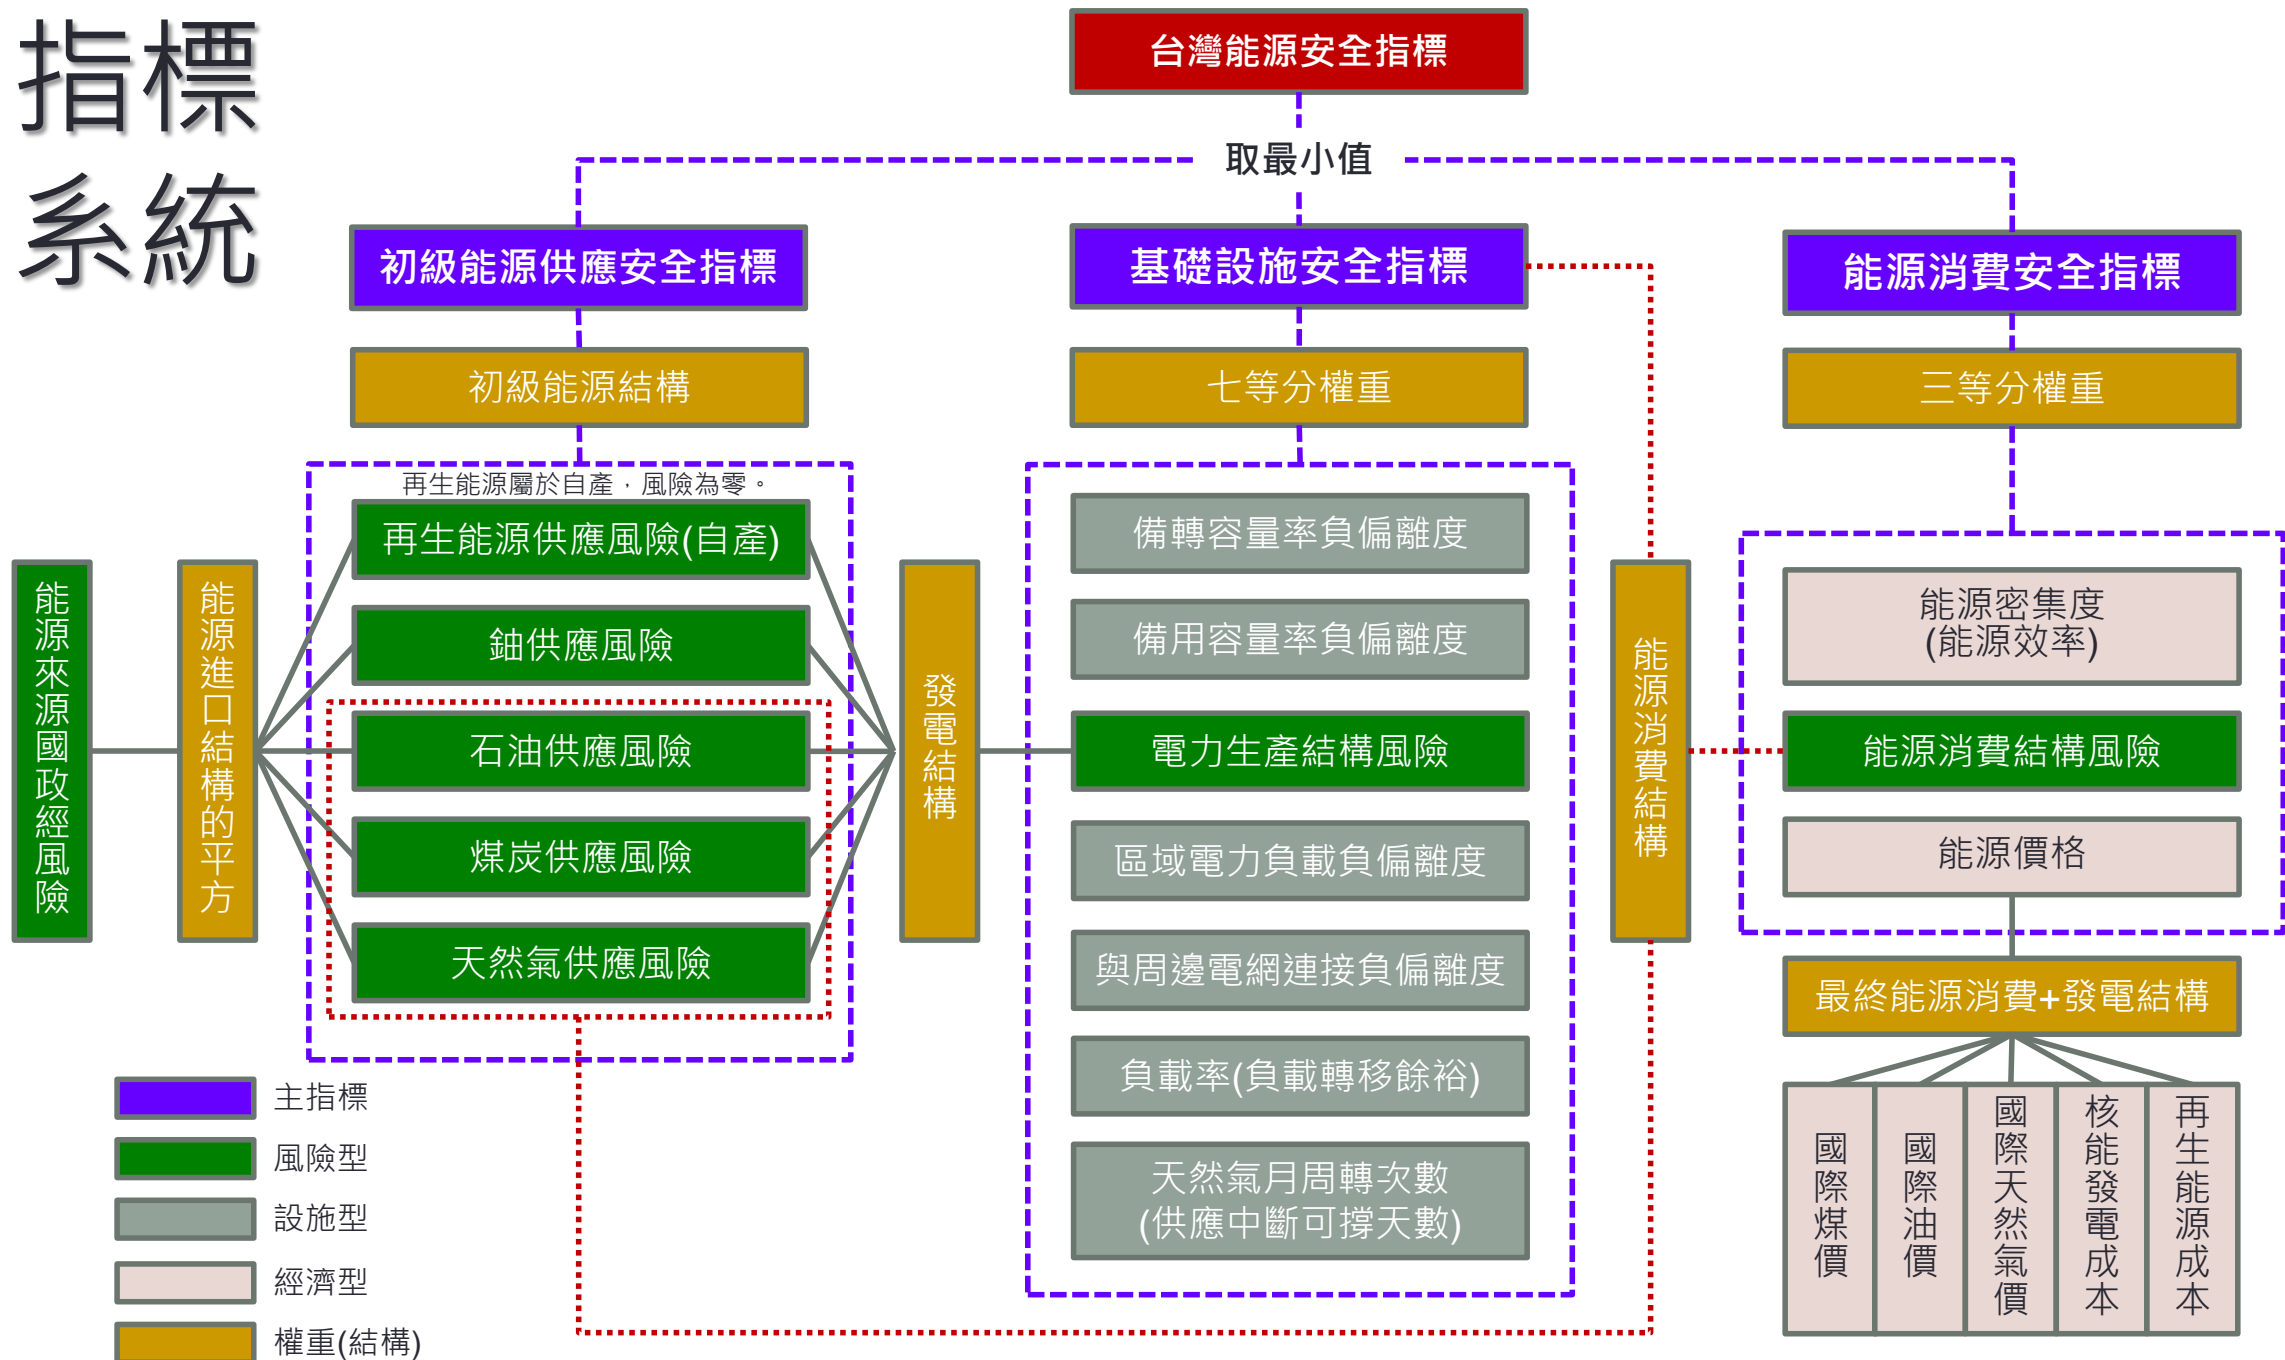 指標
系統
台灣能源安全指標
取最小值
初級能源供應安全指標
基礎設施安全指標
能源消費安全指標
初級能源結構
七等分權重
三等分權重
再生能源屬於自產，風險為零。
能源來源國政經風險
能源進口結構的平方
再生能源供應風險(自產)
鈾供應風險
石油供應風險
煤炭供應風險
天然氣供應風險
發電結構
備轉容量率負偏離度
備用容量率負偏離度
電力生產結構風險
區域電力負載負偏離度
與周邊電網連接負偏離度
負載率(負載轉移餘裕)
天然氣月周轉次數
(供應中斷可撐天數)
能源消費結構
能源密集度
(能源效率)
能源消費結構風險
能源價格
最終能源消費+發電結構
國際煤價
國際油價
國際天然氣價
核能發電成本
再生能源成本
主指標
風險型
設施型
經濟型
權重(結構)